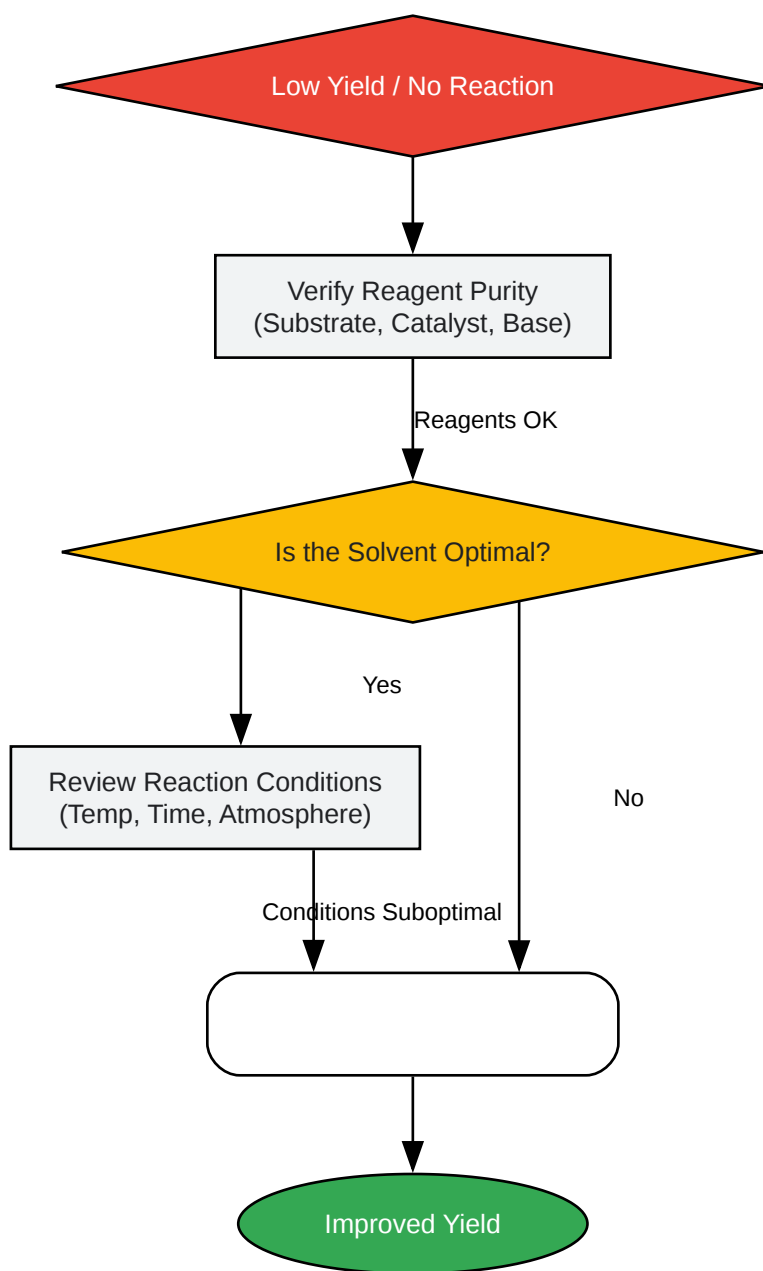 Low Yield / No Reaction
Verify Reagent Purity
(Substrate, Catalyst, Base)
Reagents OK
Is the Solvent Optimal?
Yes
Review Reaction Conditions
(Temp, Time, Atmosphere)
No
Conditions Suboptimal
Improved Yield